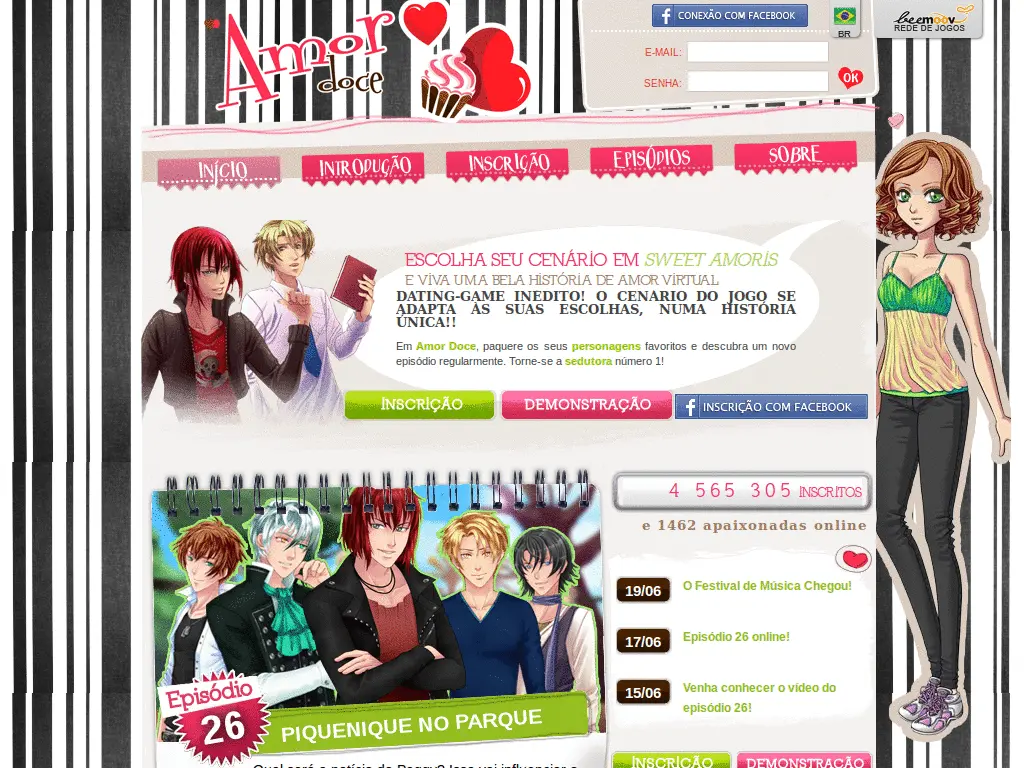 Amor
doce
CONEXÃO COM FACEBOOK
BR
beemoov
REDE DE JOGOS
E-MAIL:
SENHA:
OK
INÍCIO
INTRODUÇÃO
INSCRIÇÃO
EPISÓDIOS
SOBRE
ESCOLHA SEU CENÁRIO EM SWEET AMORIS
E VIVA UMA BELA HISTÓRIA DE AMOR VIRTUAL
DATING-GAME INEDITO! O CENARIO DO JOGO SE
ADAPTA ÀS SUAS ESCOLHAS, NUMA HISTÓRIA
ÚNICA!!
Em Amor Doce, paquere os seus personagens favoritos e descubra um novo
episódio regularmente. Torne-se a sedutora número 1!
INSCRIÇÃO
DEMONSTRAÇÃO
INSCRIÇÃO COM FACEBOOK
4 565 305 INSCRITOS
e 1462 apaixonadas online
19/06 O Festival de Música Chegou!
17/06 Episódio 26 online!
15/06 Venha conhecer o vídeo do
episódio 26!
Episódio
26
PIQUENIQUE NO PARQUE
INSCRIÇÃO
DEMONSTRAÇÃO